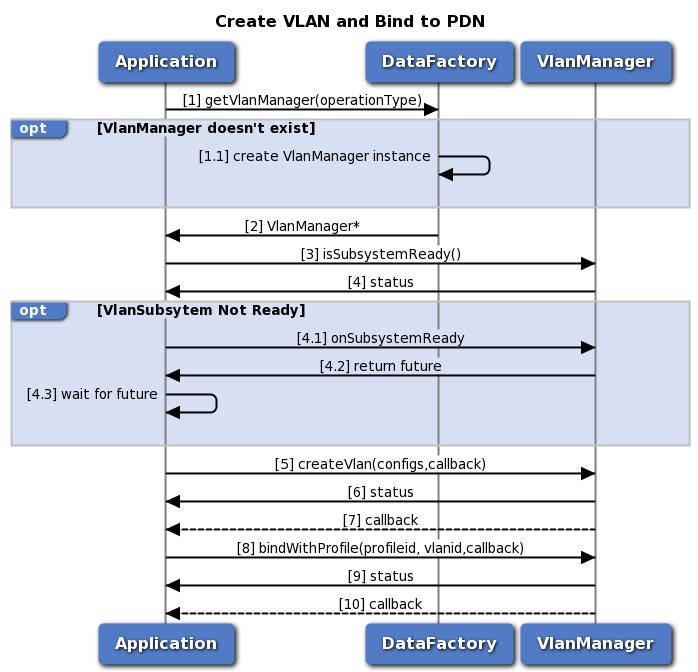 Create VLAN and Bind to PDN
Application DataFactory VlanManager
[1] getVlanManager(operationType)
opt [VlanManager doesn't exist]
[1.1] create VlanManager instance
[2] VlanManager*
[3] isSubsystemReady()
[4] status
opt [VlanSubsytem Not Ready]
[4.1] onSubsystemReady
[4.2] return future
[4.3] wait for future
[5] createVlan(configs,callback)
[6] status
[7] callback
[8] bindWithProfile(profileid, vlanid,callback)
[9] status
[10] callback
Application DataFactory VlanManager